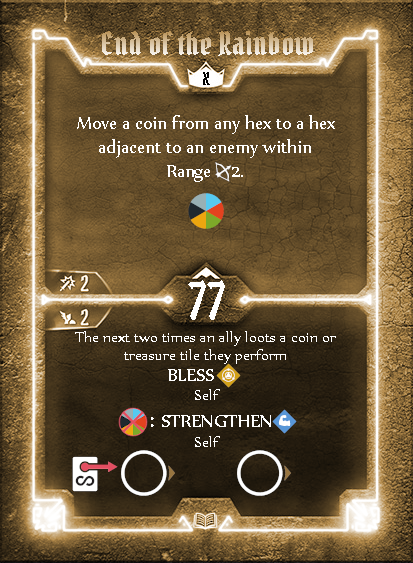 End of the Rainbow
X
Move a coin from any hex to a hex
adjacent to an enemy within
Range 2.
2
77
2
The next two times an ally loots a coin or
treasure tile they perform
BLESS
Self
: STRENGTHEN
Self
S